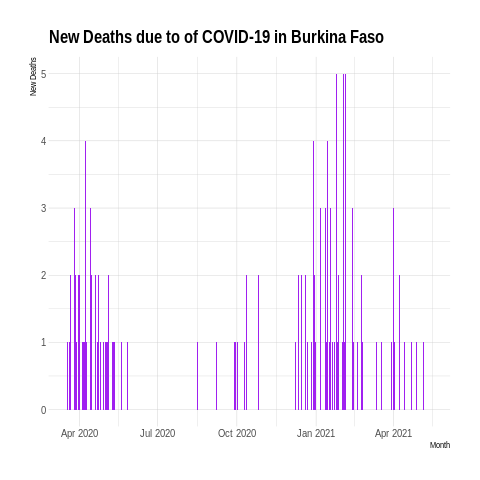 New Deaths due to of COVID-19 in Burkina Faso
New Deaths
5
4
3
2
1
0
Apr 2020 Jul 2020 Oct 2020 Jan 2021 Apr 2021
Month